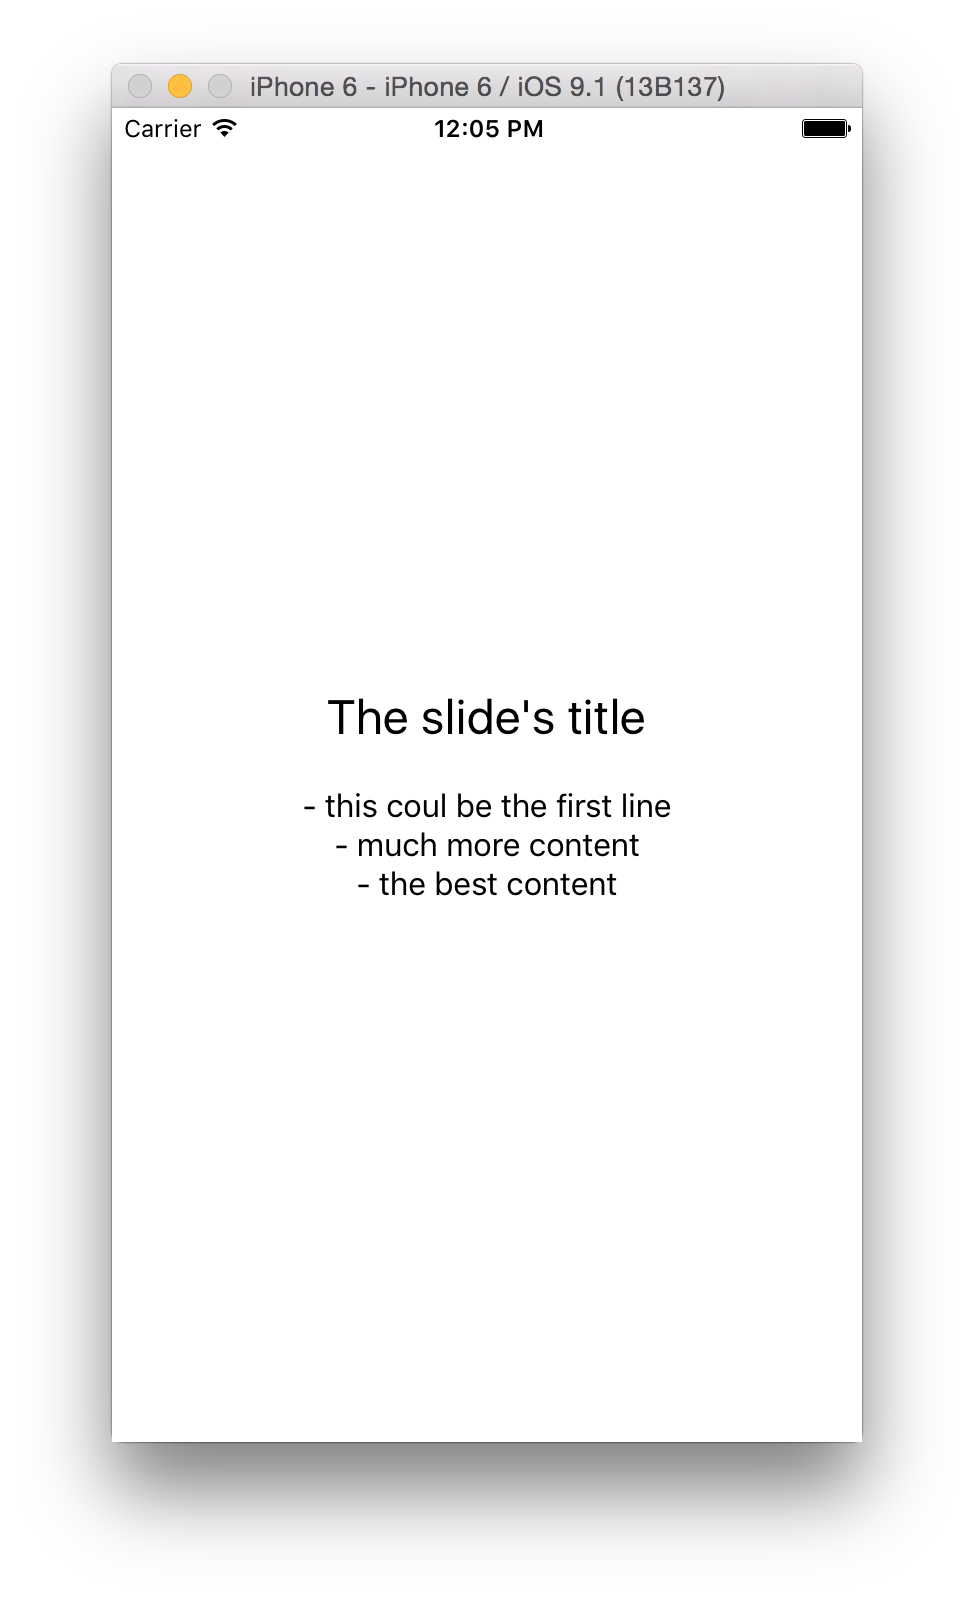 iPhone 6 - iPhone 6 / iOS 9.1 (13B137)
Carrier 12:05 PM
The slide's title
- this coul be the first line
- much more content
- the best content